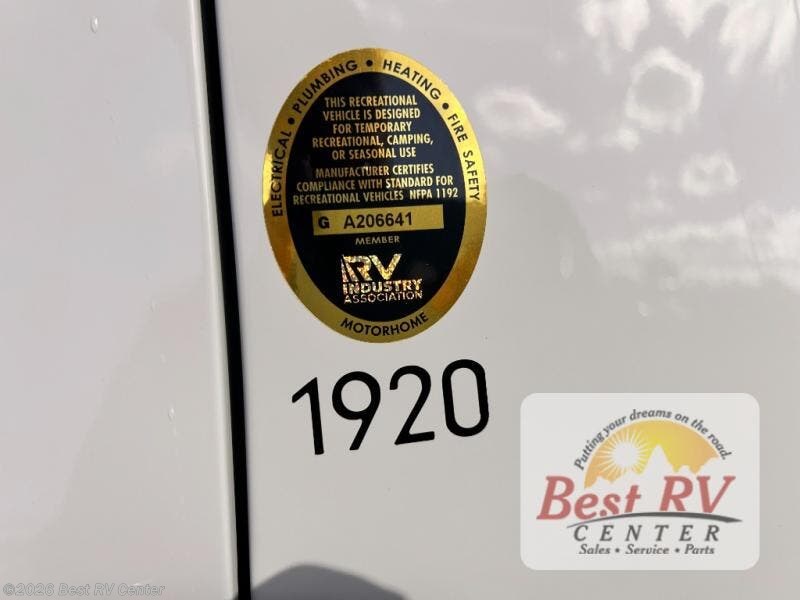 ELECTRICAL • PLUMBING • HEATING • FIRE SAFETY
THIS RECREATIONAL
VEHICLE IS DESIGNED
FOR TEMPORARY
RECREATIONAL, CAMPING,
OR SEASONAL USE
MANUFACTURER CERTIFIES
COMPLIANCE WITH STANDARD FOR
RECREATIONAL VEHICLES NFPA 1192
G A206641
MEMBER
RV
INDUSTRY
ASSOCIATION
MOTORHOME
1920
Putting your dreams on the road.
Best RV
CENTER
Sales • Service • Parts
©2026 Best RV Center